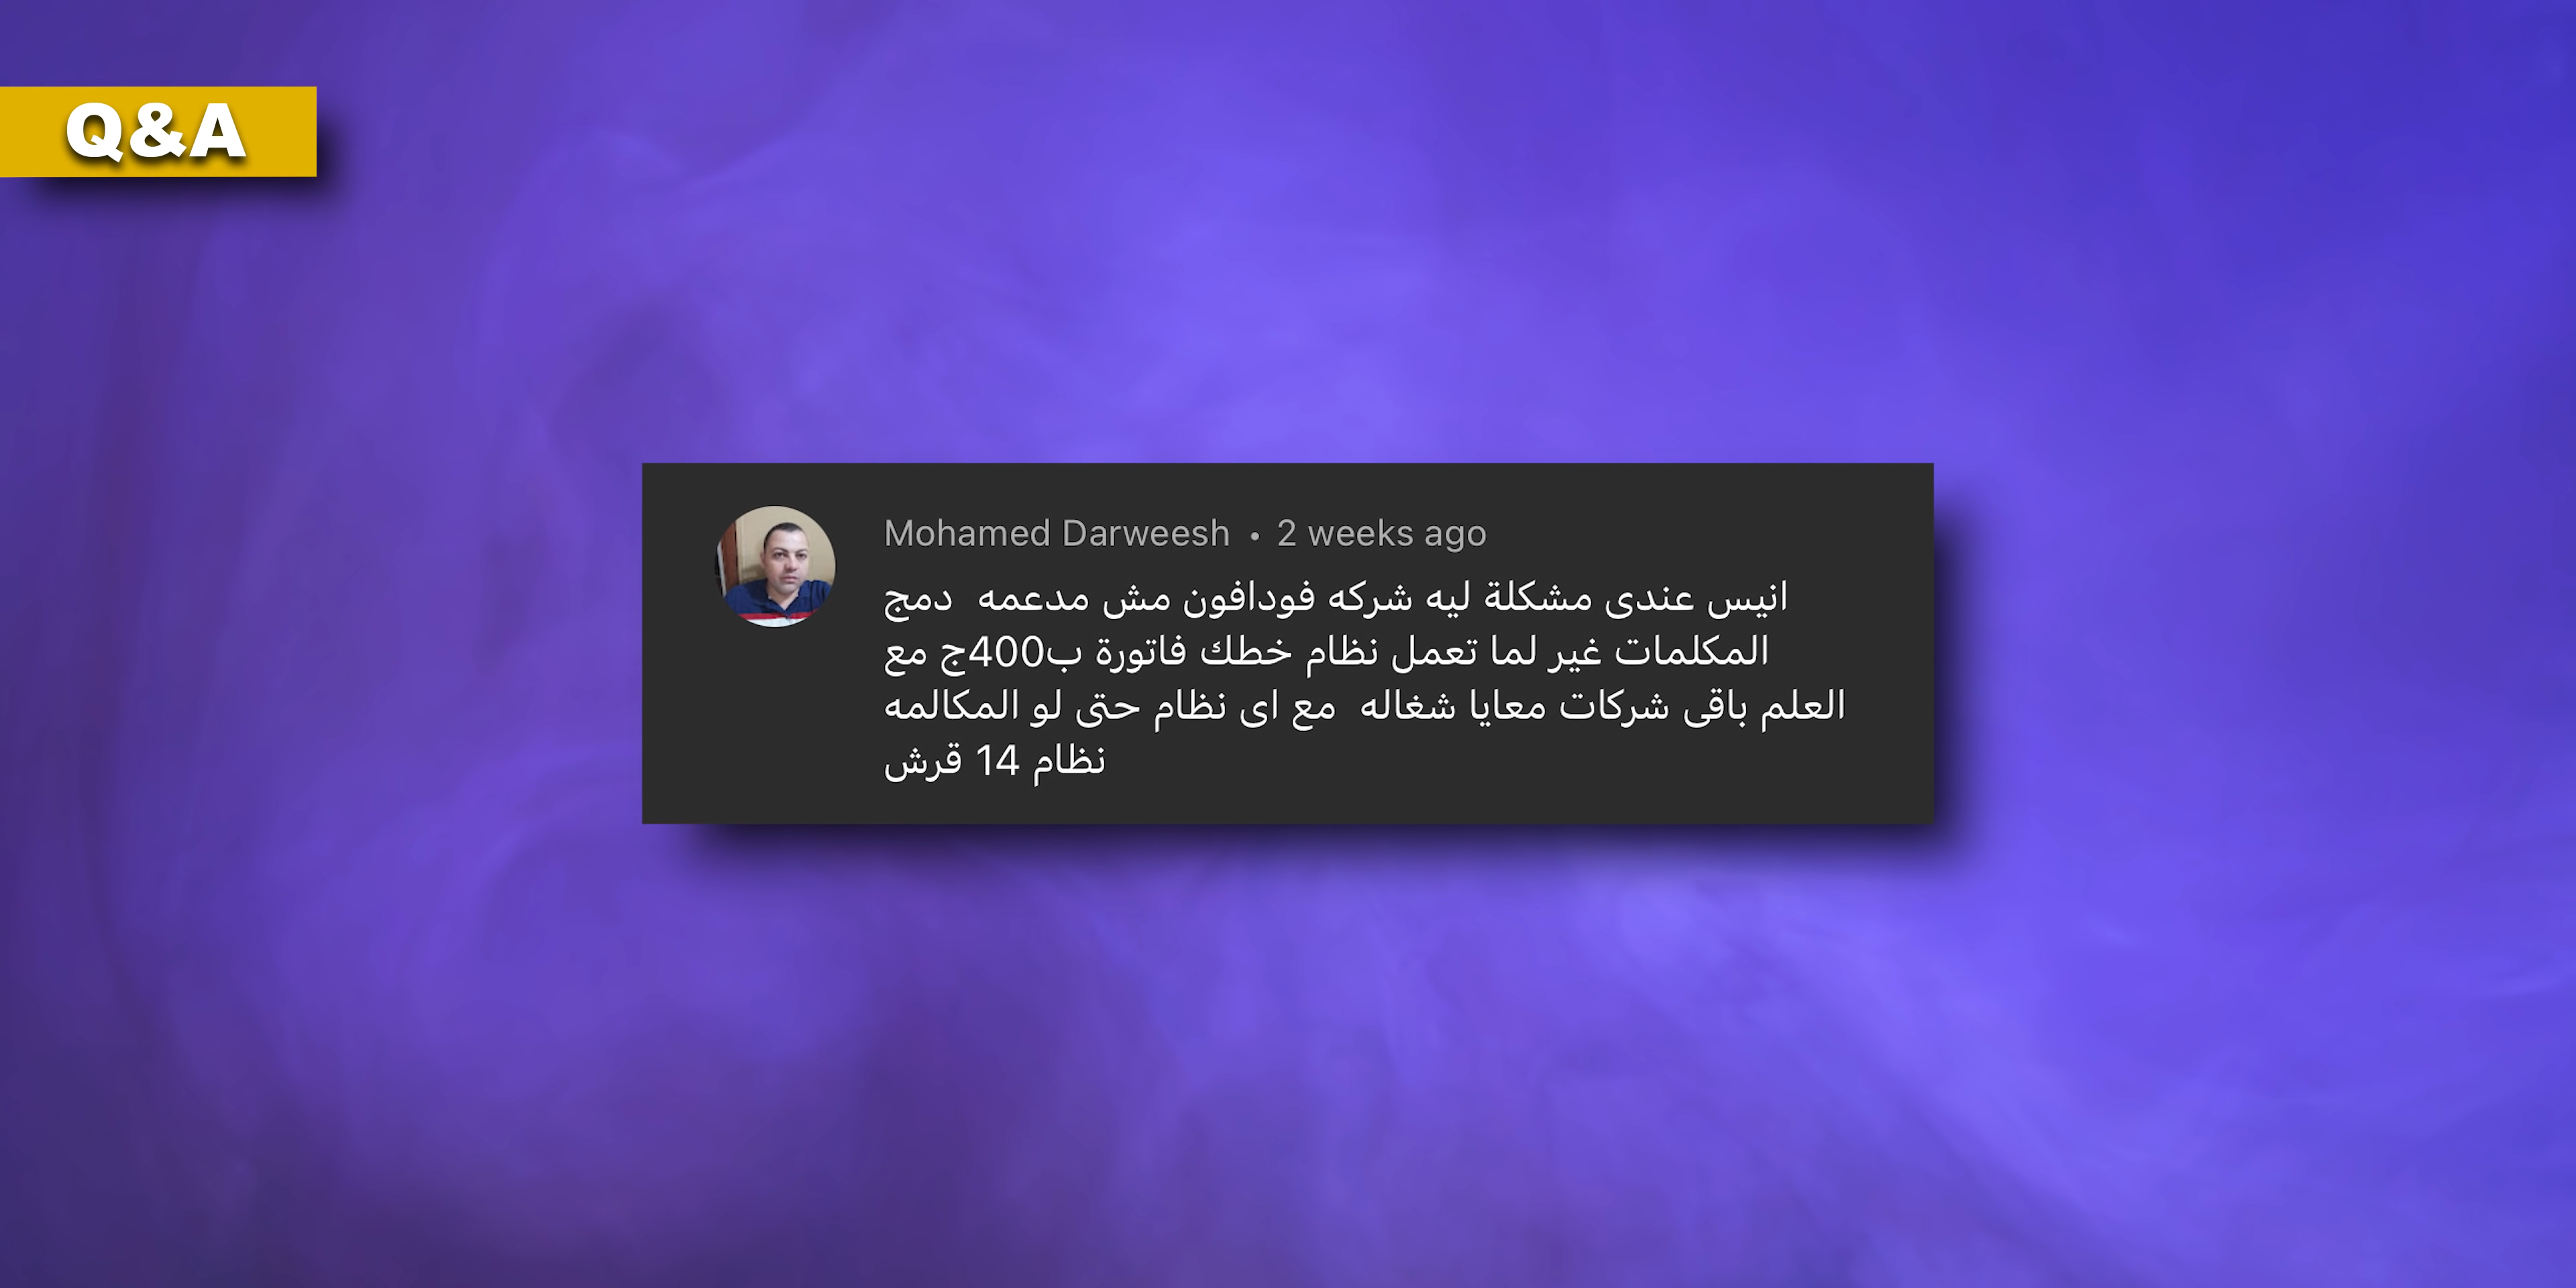 Q&A
Mohamed Darweesh • 2 weeks ago
انيس عندى مشكلة ليه شركه فودافون مش مدعمه دمج
المكلمات غير لما تعمل نظام خطك فاتورة ب400ج مع
العلم باقى شركات معايا شغاله مع اى نظام حتى لو المكالمه
نظام 14 قرش